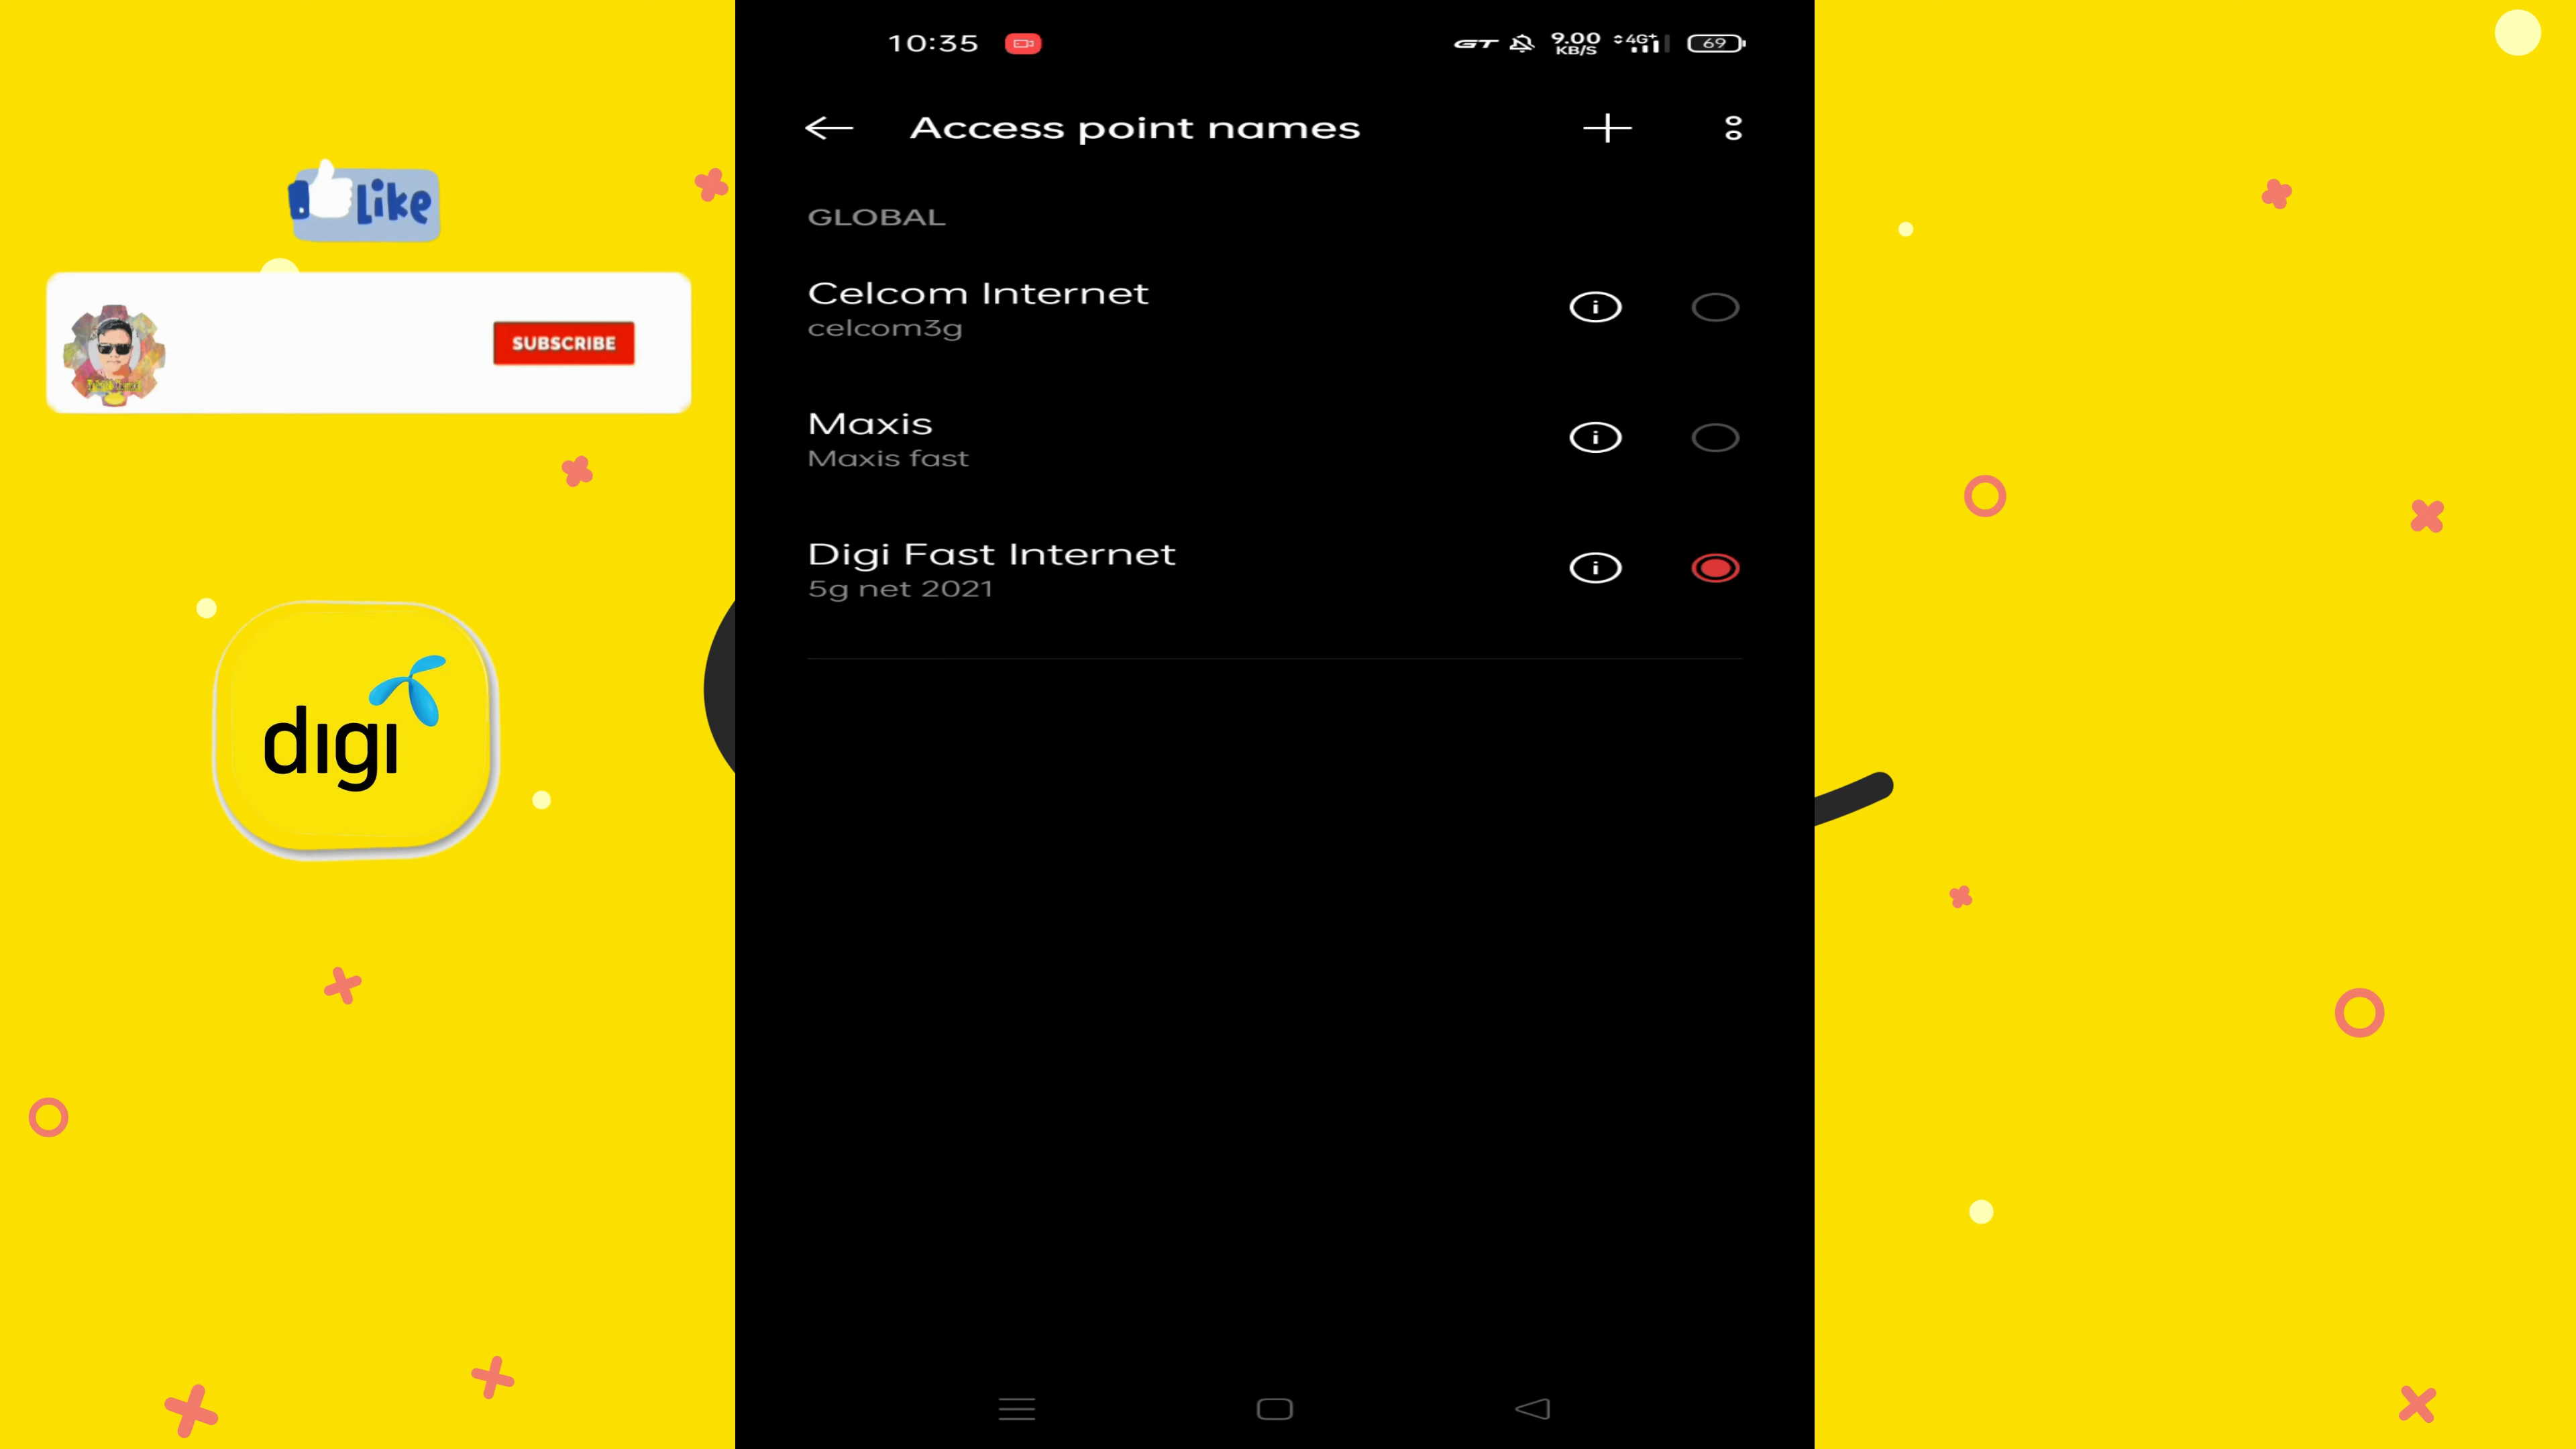 Like
SUBSCRIBE
digi
10:35
GT
9.00
KB/S
4G+
69
Access point names
GLOBAL
Celcom Internet
celcom3g
Maxis
Maxis fast
Digi Fast Internet
5g net 2021